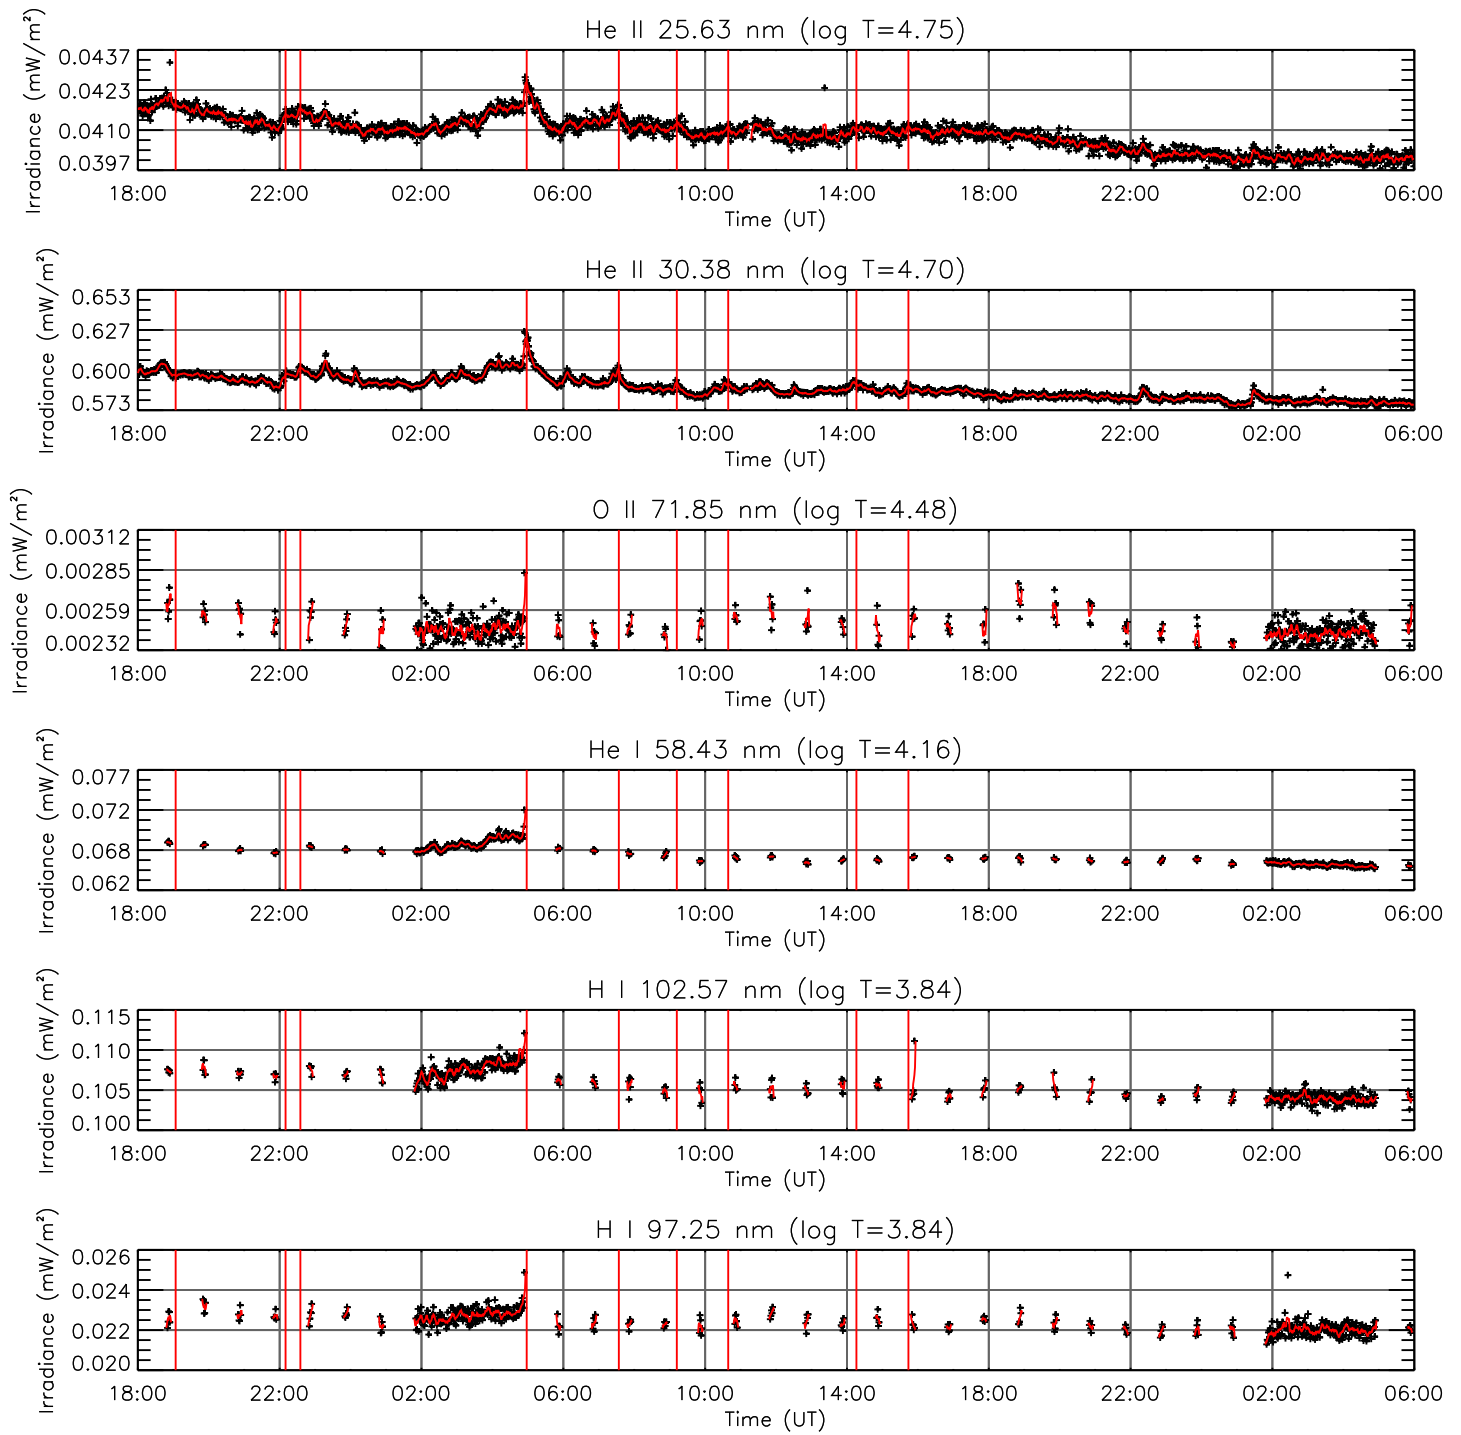 He II 25.63 nm (log T=4.75)
Irradiance (mW/m²)
0.0437
0.0423
0.0410
0.0397
18:00 22:00 02:00 06:00 10:00 14:00 18:00 22:00 02:00 06:00
Time (UT)
He II 30.38 nm (log T=4.70)
Irradiance (mW/m²)
0.653
0.627
0.600
0.573
18:00 22:00 02:00 06:00 10:00 14:00 18:00 22:00 02:00 06:00
Time (UT)
O II 71.85 nm (log T=4.48)
Irradiance (mW/m²)
0.00312
0.00285
0.00259
0.00232
18:00 22:00 02:00 06:00 10:00 14:00 18:00 22:00 02:00 06:00
Time (UT)
He I 58.43 nm (log T=4.16)
Irradiance (mW/m²)
0.077
0.072
0.068
0.062
18:00 22:00 02:00 06:00 10:00 14:00 18:00 22:00 02:00 06:00
Time (UT)
H I 102.57 nm (log T=3.84)
Irradiance (mW/m²)
0.115
0.110
0.105
0.100
18:00 22:00 02:00 06:00 10:00 14:00 18:00 22:00 02:00 06:00
Time (UT)
H I 97.25 nm (log T=3.84)
Irradiance (mW/m²)
0.026
0.024
0.022
0.020
18:00 22:00 02:00 06:00 10:00 14:00 18:00 22:00 02:00 06:00
Time (UT)